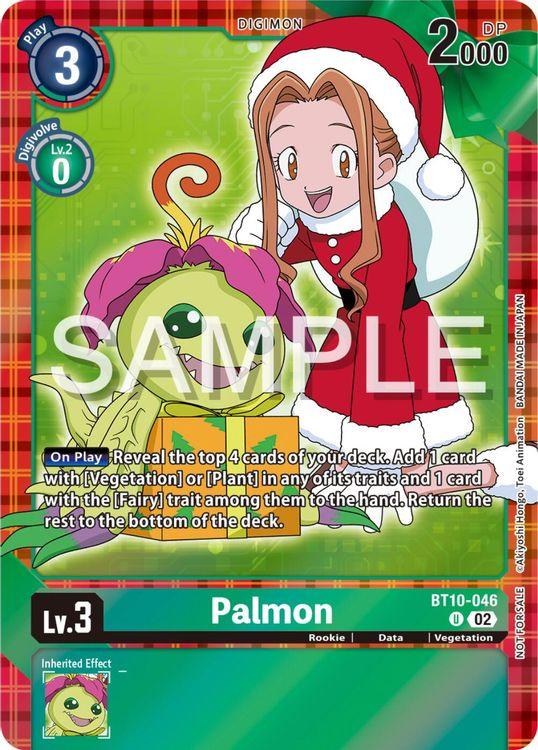 DIGIMON
Play
3
DP
2000
Digivolve
Lv.2
0
SAMPLE
On Play Reveal the top 4 cards of your deck. Add 1 card
with [Vegetation] or [Plant] in any of its traits and 1 card
with the [Fairy] trait among them to the hand. Return the
rest to the bottom of the deck.
©Akiyoshi Hongo, Toei Animation
BANDAI MADE IN JAPAN
NOT FOR SALE
Lv.3
Palmon
BT10-046
U 02
Rookie | Data | Vegetation
Inherited Effect